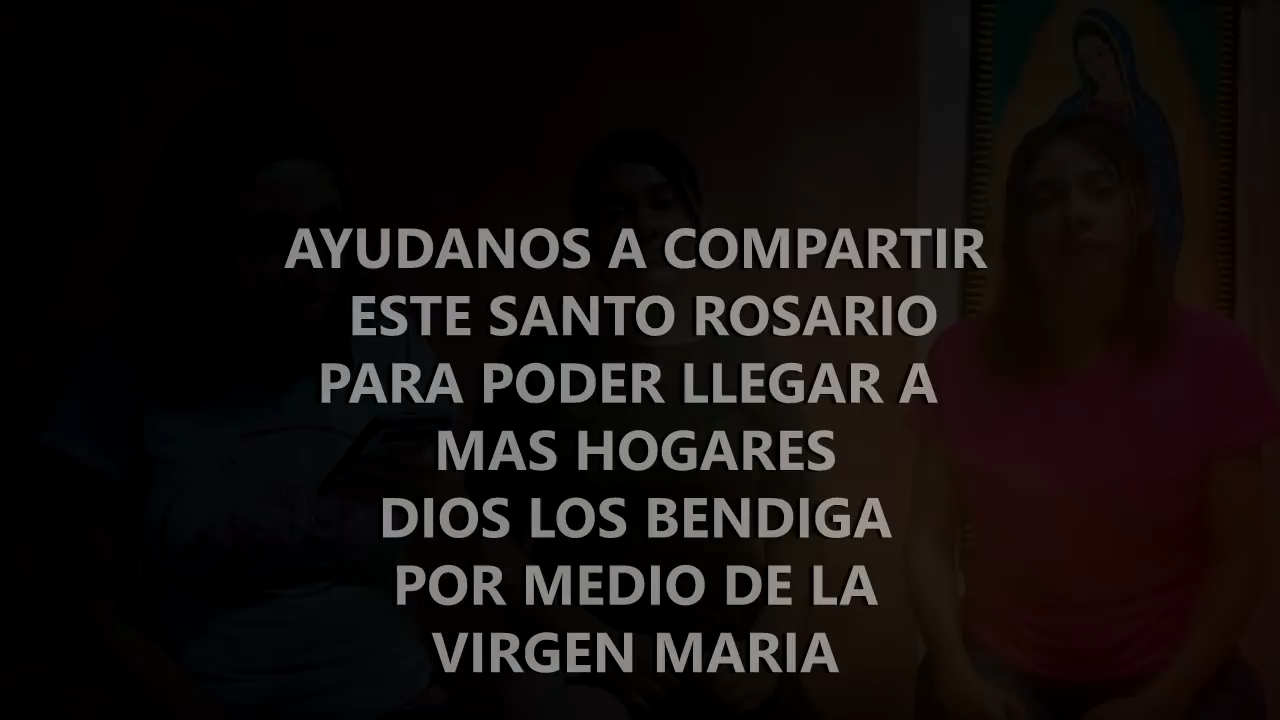 AYUDANOS A COMPARTIR
ESTE SANTO ROSARIO
PARA PODER LLEGAR A
MAS HOGARES
DIOS LOS BENDIGA
POR MEDIO DE LA
VIRGEN MARIA